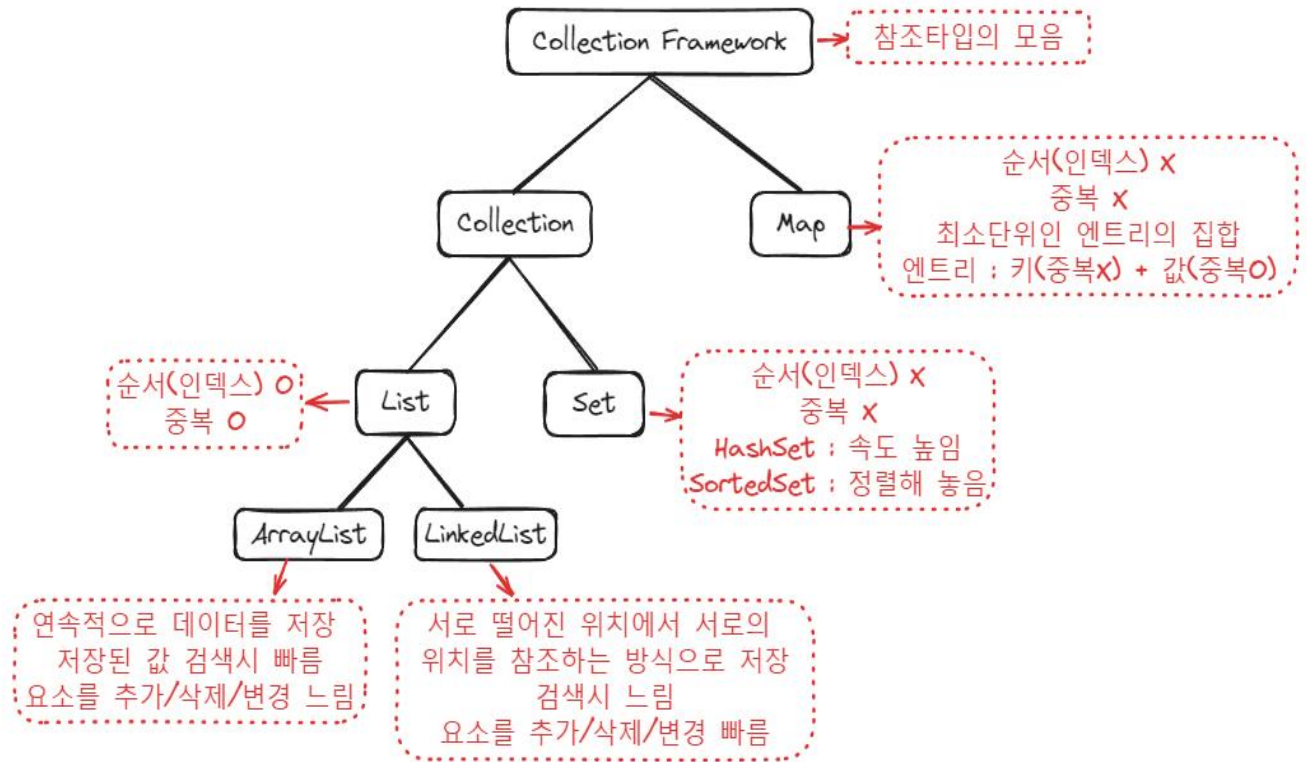 Collection Framework
참조타입의 모음
Collection
Map
순서(인덱스) X
중복 X
최소단위인 엔트리의 집합
엔트리 : 키(중복X) + 값(중복O)
순서(인덱스) O
중복 O
List
Set
순서(인덱스) X
중복 X
HashSet : 속도 높임
SortedSet : 정렬해 놓음
ArrayList
LinkedList
연속적으로 데이터를 저장
저장된 값 검색시 빠름
요소를 추가/삭제/변경 느림
서로 떨어진 위치에서 서로의
위치를 참조하는 방식으로 저장
검색시 느림
요소를 추가/삭제/변경 빠름